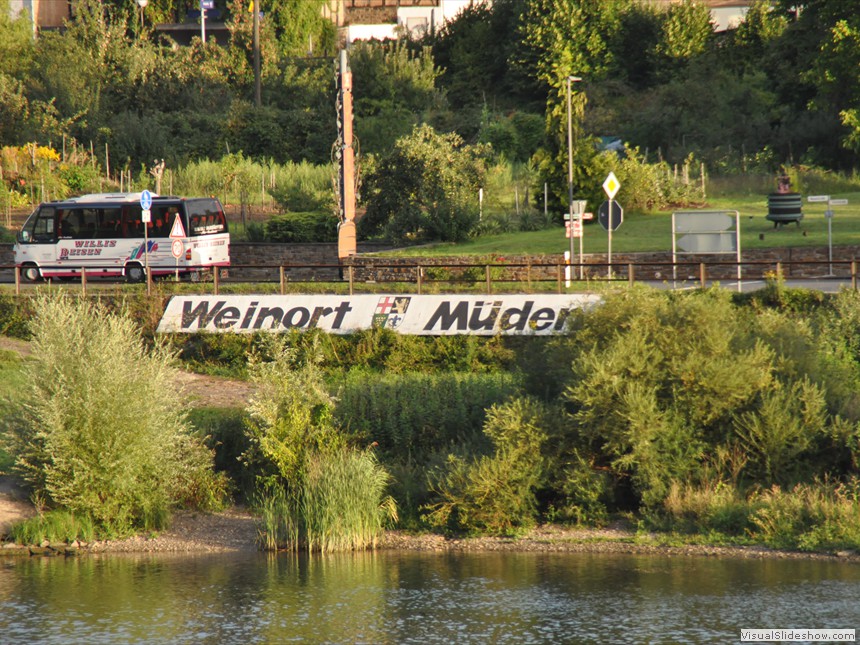 WILLIS
REISEN
Weinort Müden
VisualSlideshow.com